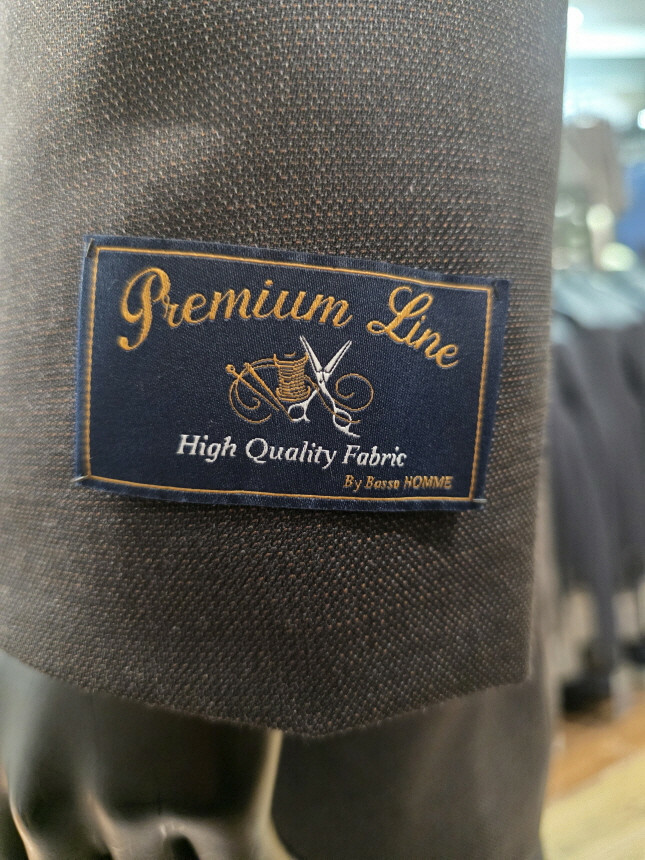 Premium Line
High Quality Fabric
By Bosso HOMME